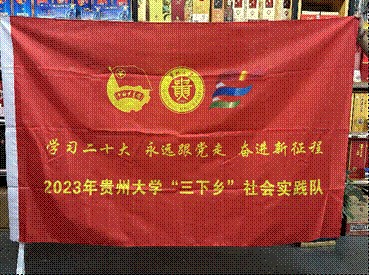 学习二十大 永远跟党走 奋进新征程
2023年贵州大学“三下乡”社会实践队